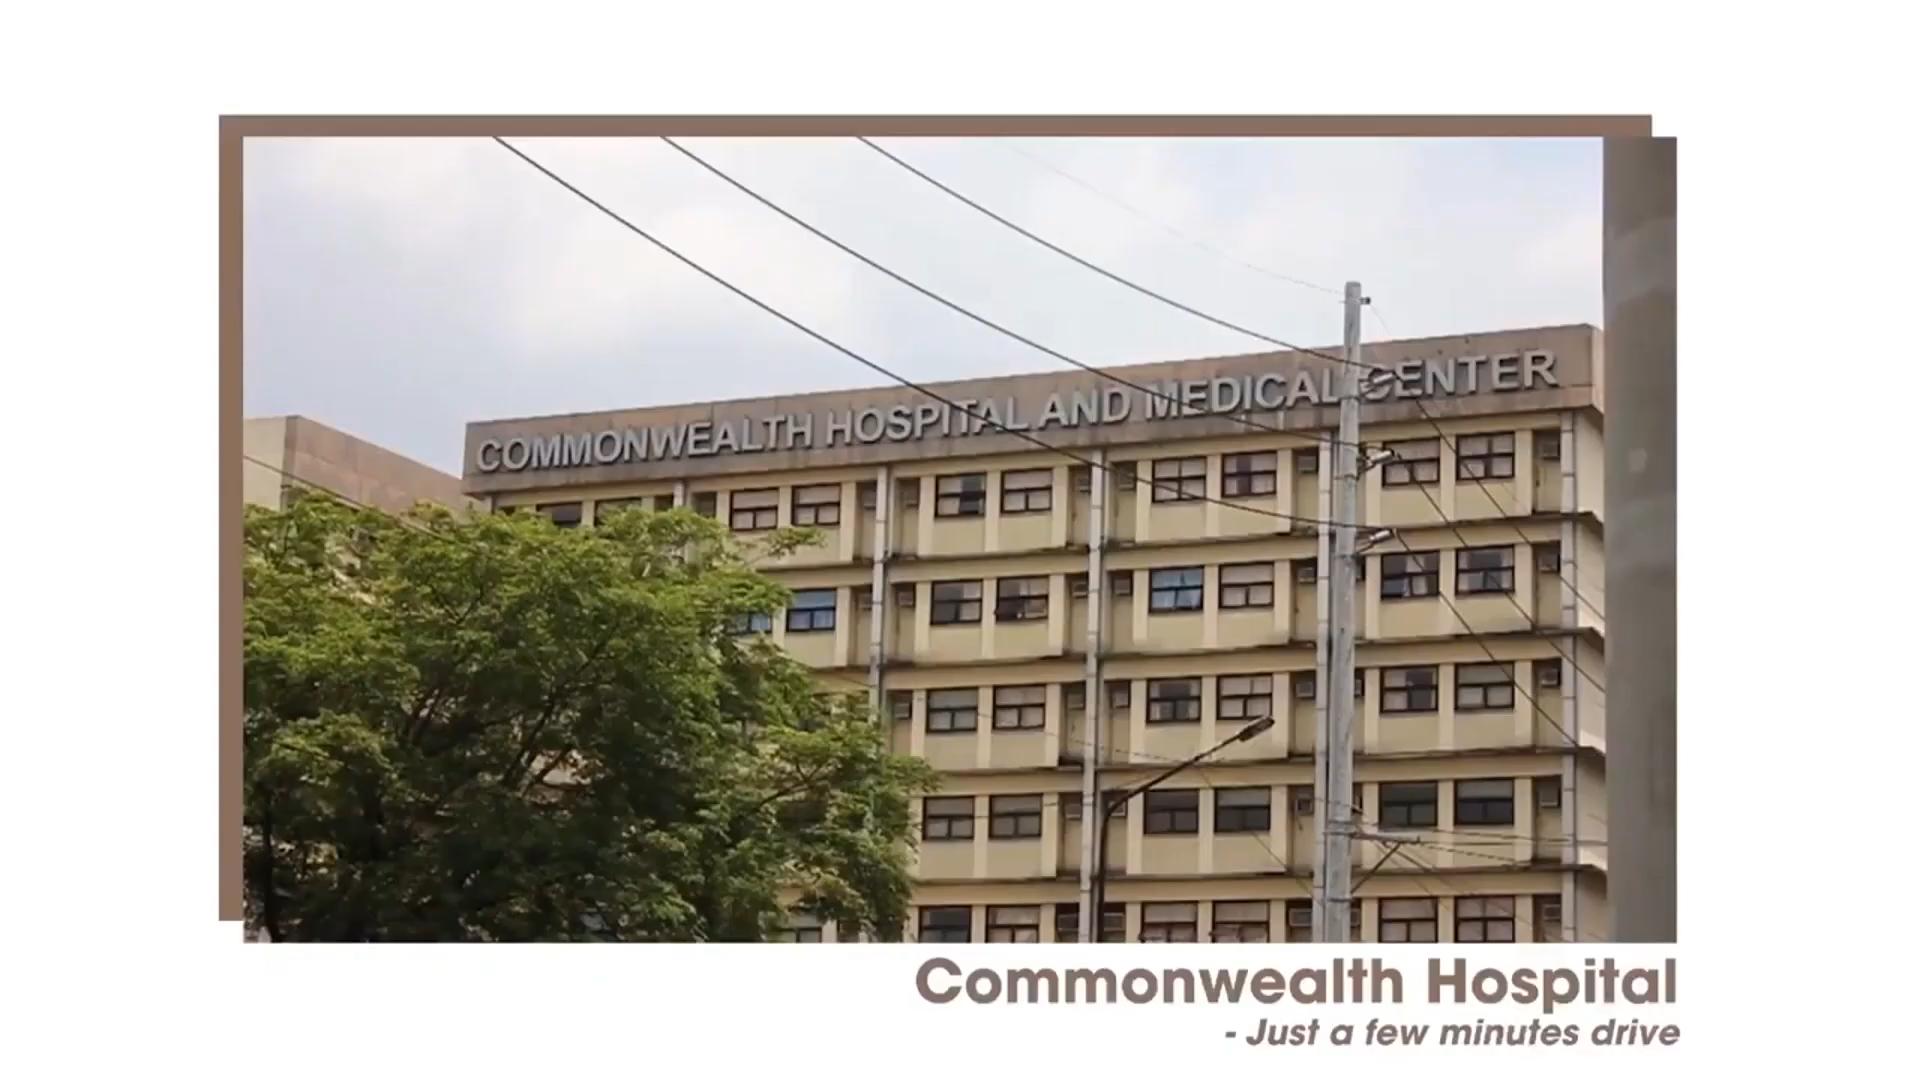 COMMONWEALTH HOSPITAL AND MEDICAL CENTER
Commonwealth Hospital
- Just a few minutes drive